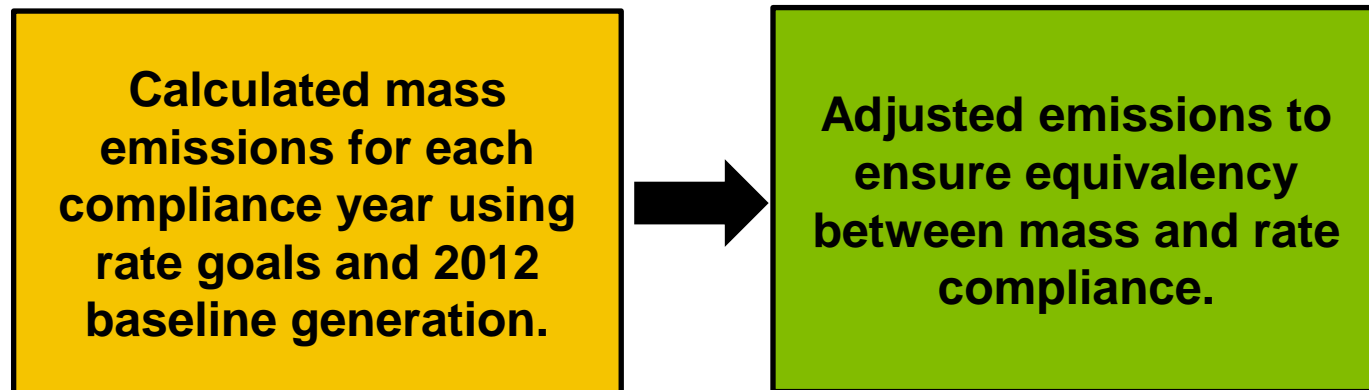 Calculated mass
emissions for each
compliance year using
rate goals and 2012
baseline generation.
Adjusted emissions to
ensure equivalency
between mass and rate
compliance.